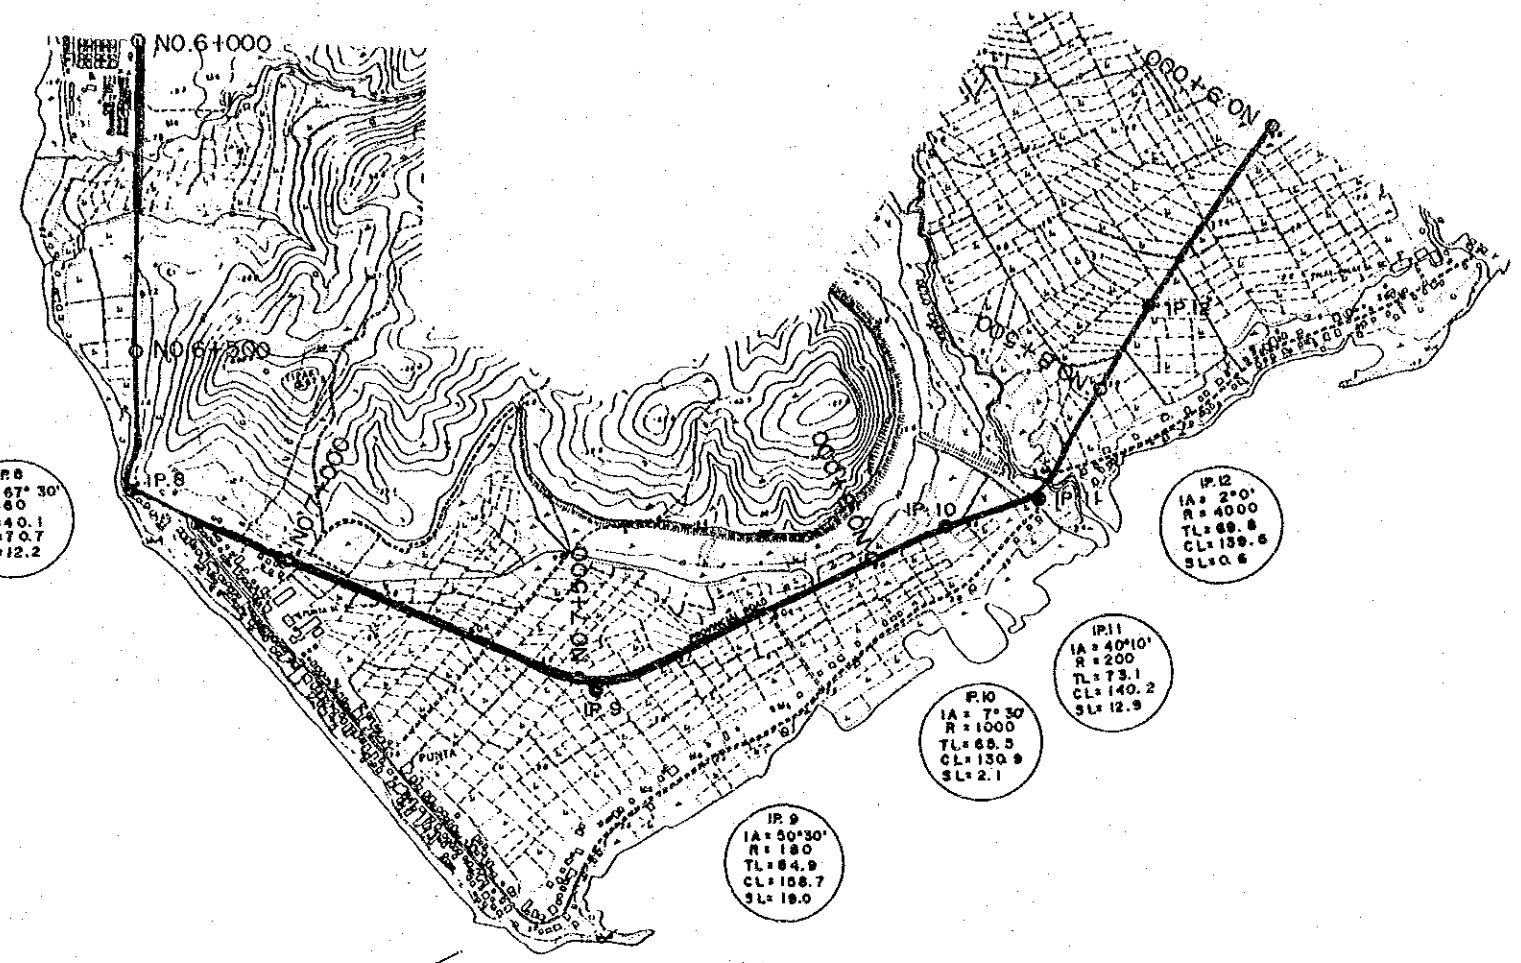 NO.6+000
NO.6+500
IP.8
IP.8
67° 30'
60
40.1
70.7
12.2
NO.7+000
NO.7+500
IP.9
PUNTA
PROVINCIAL ROAD
NO.8+000
IP.10
IP.11
NO.8+500
IP.12
NO.9+000
IP.12
IA= 2°0'
R= 4000
TL= 69.8
CL= 139.6
SL= 0.6
IP.11
IA= 40°10'
R= 200
TL= 73.1
CL= 140.2
SL= 12.9
IP.10
IA= 7°30'
R= 1000
TL= 65.5
CL= 130.9
SL= 2.1
IP.9
IA= 50°30'
R= 180
TL= 84.9
CL= 158.7
SL= 19.0